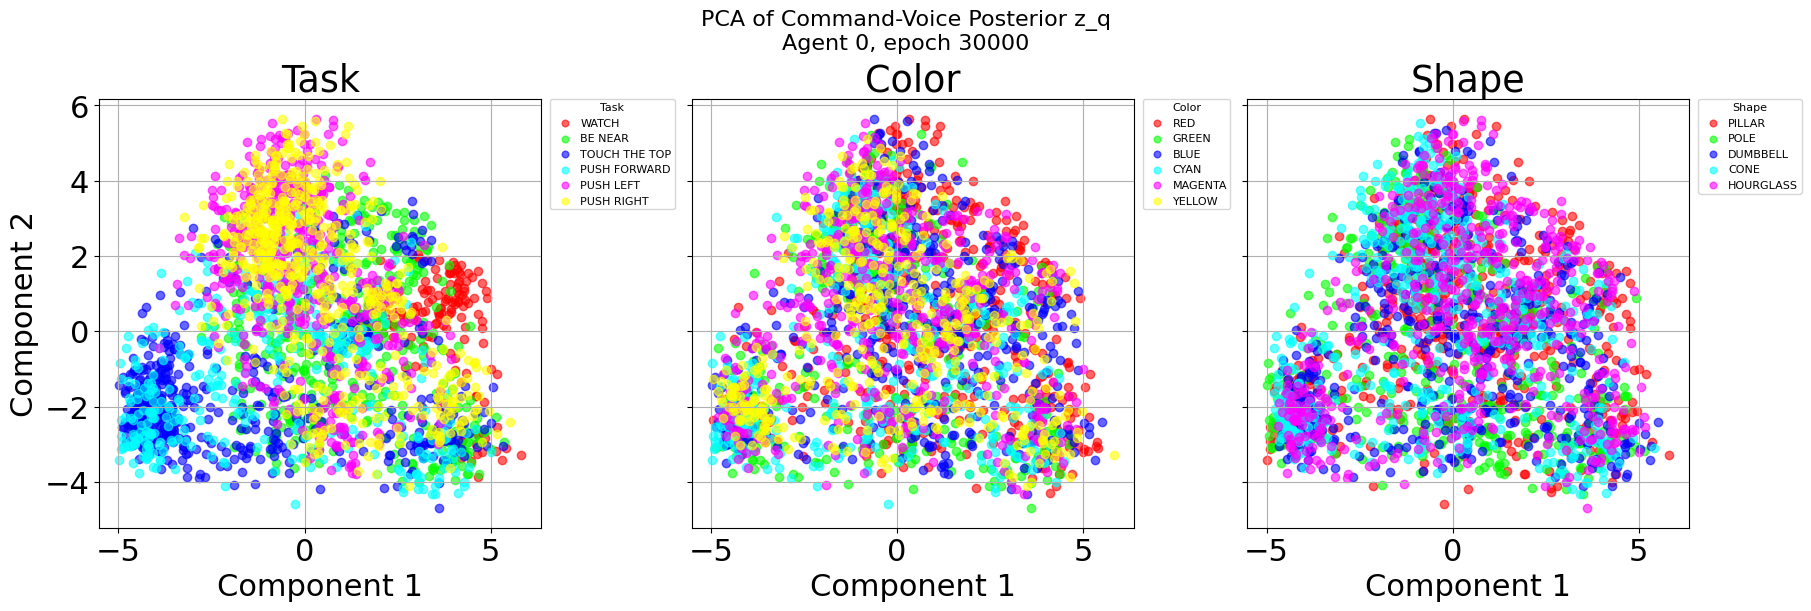 PCA of Command-Voice Posterior z_q
Agent 0, epoch 30000
Task
Color
Shape
Task
WATCH
BE NEAR
TOUCH THE TOP
PUSH FORWARD
PUSH LEFT
PUSH RIGHT
Color
RED
GREEN
BLUE
CYAN
MAGENTA
YELLOW
Shape
PILLAR
POLE
DUMBBELL
CONE
HOURGLASS
Component 2
6
4
2
0
−2
−4
−5 0 5
−5 0 5
−5 0 5
Component 1
Component 1
Component 1